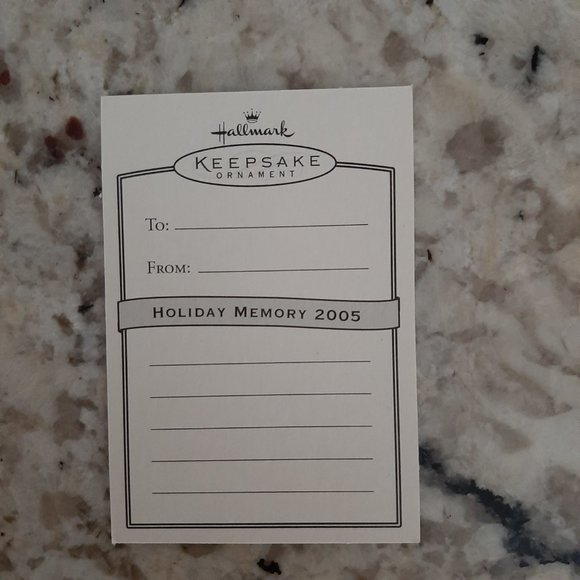 Hallmark
KEEPSAKE
ORNAMENT
TO:
FROM:
HOLIDAY MEMORY 2005